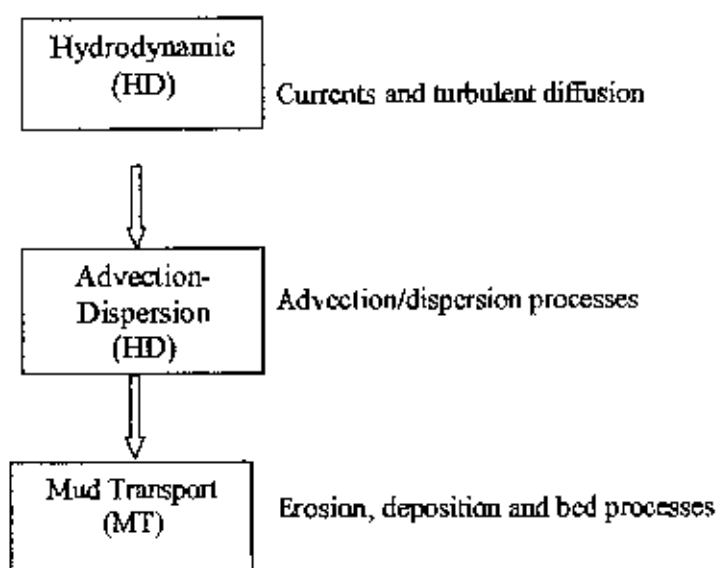 Hydrodynamic
(HD)
Currents and turbulent diffusion
Advection-
Dispersion
(HD)
Advection/dispersion processes
Mud Transport
(MT)
Erosion, deposition and bed processes